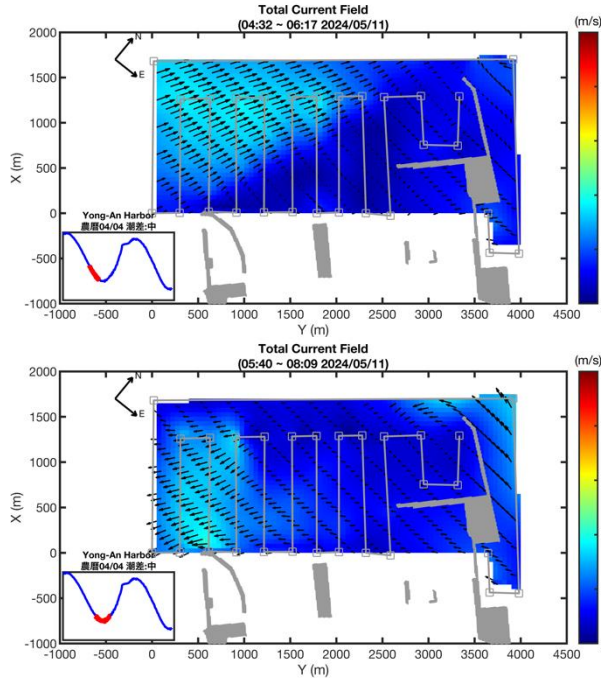 Total Current Field
(04:32 ~ 06:17 2024/05/11)
(m/s)
N
E
2000
1500
1000
500
0
-500
-1000
X (m)
Yong-An Harbor
農曆04/04 潮差:中
-1000 -500 0 500 1000 1500 2000 2500 3000 3500 4000 4500
Y (m)
Total Current Field
(05:40 ~ 08:09 2024/05/11)
(m/s)
N
E
2000
1500
1000
500
0
-500
-1000
X (m)
Yong-An Harbor
農曆04/04 潮差:中
-1000 -500 0 500 1000 1500 2000 2500 3000 3500 4000 4500
Y (m)